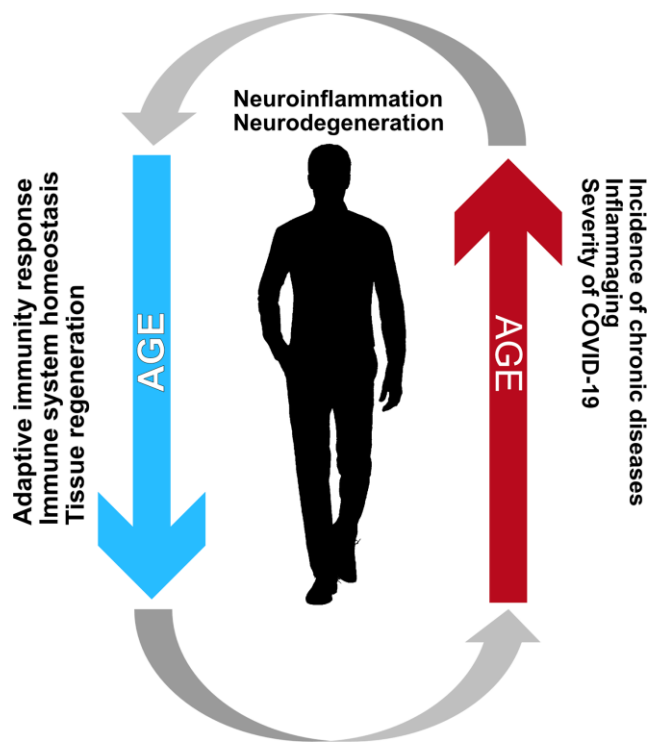 Neuroinflammation
Neurodegeneration
Adaptive immunity response
Immune system homeostasis
Tissue regeneration
AGE
AGE
Incidence of chronic diseases
Inflammaging
Severity of COVID-19